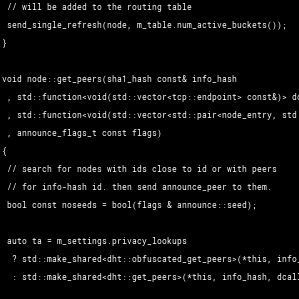 // will be added to the routing table
send_single_refresh(node, m_table.num_active_buckets());
}
void node::get_peers(sha1_hash const& info_hash
, std::function<void(std::vector<tcp::endpoint> const&)> dc
, std::function<void(std::vector<std::pair<node_entry, std
, announce_flags_t const flags)
{
// search for nodes with ids close to id or with peers
// for info-hash id. then send announce_peer to them.
bool const noseeds = bool(flags & announce::seed);
auto ta = m_settings.privacy_lookups
? std::make_shared<dht::obfuscated_get_peers>(*this, info_
: std::make_shared<dht::get_peers>(*this, info_hash, dcall